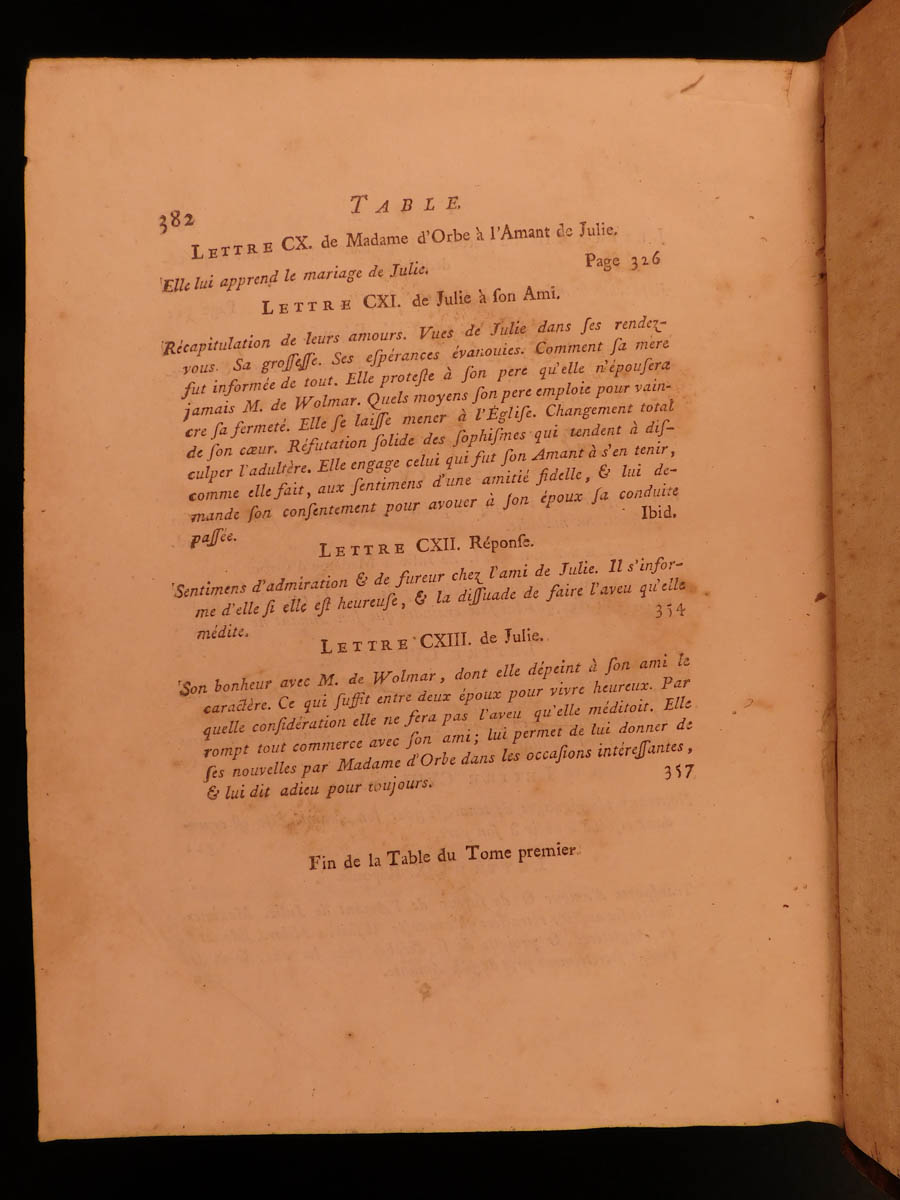 382
TABLE.
LETTRE CX. de Madame d'Orbe à l'Amant de Julie.
Elle lui apprend le mariage de Julie.
Page 326
LETTRE CXI. de Julie à ſon Ami.
Récapitulation de leurs amours. Vues de Julie dans ſes rendez-
vous. Sa groſſeſſe. Ses eſpérances évanouies. Comment ſa mere
fut informée de tout. Elle proteſte à ſon pere qu'elle n'épouſera
jamais M. de Wolmar. Quels moyens ſon pere emploie pour vain-
cre ſa fermeté. Elle ſe laiſſe mener à l'Égliſe. Changement total
de ſon cœur. Réfutation ſolide des ſophiſmes qui tendent à diſ-
culper l'adultère. Elle engage celui qui fut ſon Amant à s'en tenir,
comme elle fait, aux ſentimens d'une amitié fidelle, & lui de-
mande ſon conſentement pour avouer à ſon époux ſa conduite
paſſée.
Ibid.
LETTRE CXII. Réponſe.
Sentimens d'admiration & de fureur chez l'ami de Julie. Il s'infor-
me d'elle ſi elle eſt heureuſe, & la diſſuade de faire l'aveu qu'elle
médite.
354
LETTRE CXIII. de Julie.
Son bonheur avec M. de Wolmar, dont elle dépeint à ſon ami le
caractère. Ce qui ſuffit entre deux époux pour vivre heureux. Par
quelle conſidération elle ne fera pas l'aveu qu'elle méditoit. Elle
rompt tout commerce avec ſon ami; lui permet de lui donner de
ſes nouvelles par Madame d'Orbe dans les occaſions intéreſſantes,
& lui dit adieu pour toujours.
357
Fin de la Table du Tome premier.